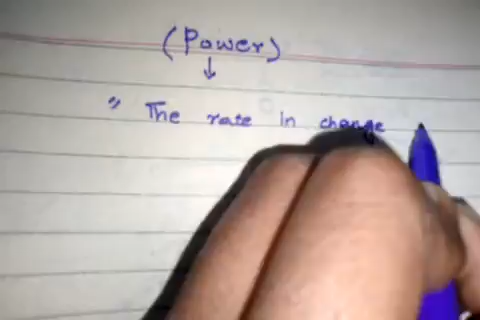 (Power)
↓
" The rate in change